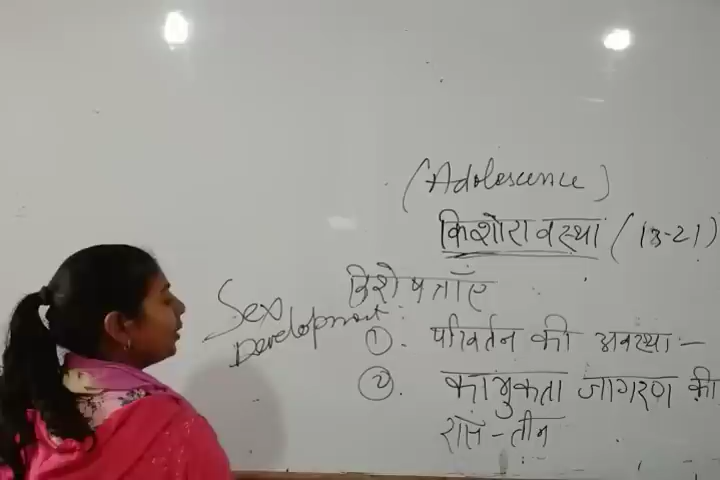 (Adolescence)
किशोरावस्था (13-21)
विशेषताएँ :
Sex
Development
①. परिवर्तन की अवस्था -
②. कामुकता जागरण की
- तीन